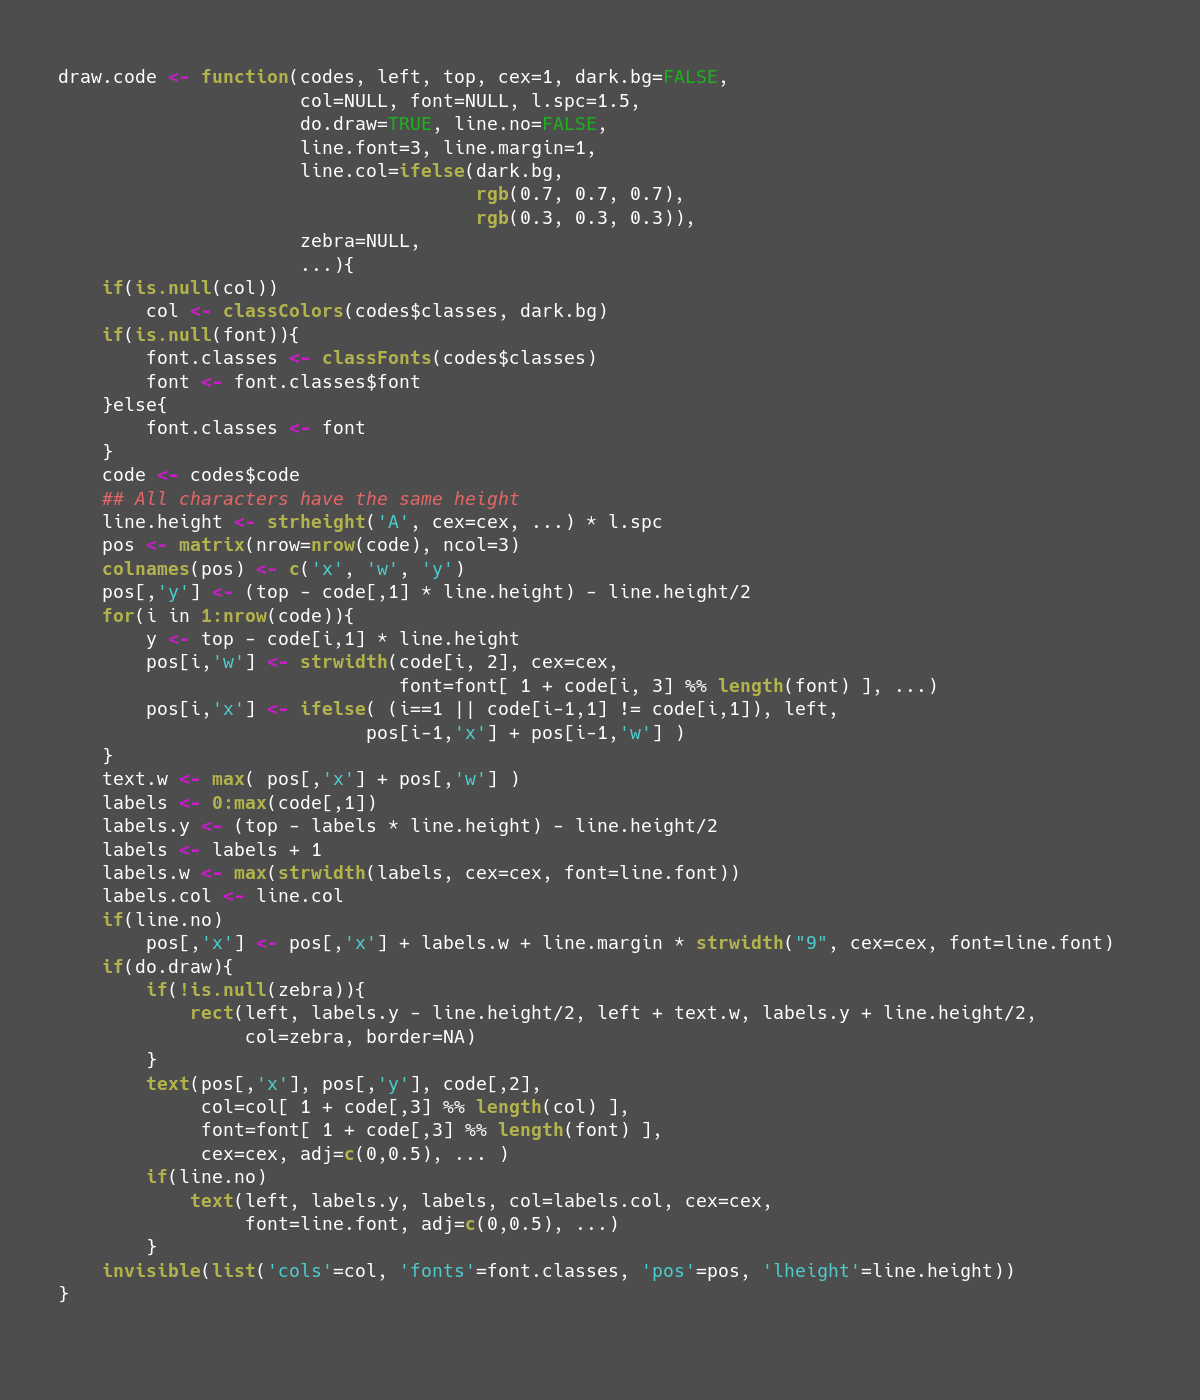 draw.code <- function(codes, left, top, cex=1, dark.bg=FALSE,
                      col=NULL, font=NULL, l.spc=1.5,
                      do.draw=TRUE, line.no=FALSE,
                      line.font=3, line.margin=1,
                      line.col=ifelse(dark.bg,
                                      rgb(0.7, 0.7, 0.7),
                                      rgb(0.3, 0.3, 0.3)),
                      zebra=NULL,
                      ...){
    if(is.null(col))
        col <- classColors(codes$classes, dark.bg)
    if(is.null(font)){
        font.classes <- classFonts(codes$classes)
        font <- font.classes$font
    }else{
        font.classes <- font
    }
    code <- codes$code
    ## All characters have the same height
    line.height <- strheight('A', cex=cex, ...) * l.spc
    pos <- matrix(nrow=nrow(code), ncol=3)
    colnames(pos) <- c('x', 'w', 'y')
    pos[,'y'] <- (top - code[,1] * line.height) - line.height/2
    for(i in 1:nrow(code)){
        y <- top - code[i,1] * line.height
        pos[i,'w'] <- strwidth(code[i, 2], cex=cex,
                               font=font[ 1 + code[i, 3] %% length(font) ], ...)
        pos[i,'x'] <- ifelse( (i==1 || code[i-1,1] != code[i,1]), left,
                            pos[i-1,'x'] + pos[i-1,'w'] )
    }
    text.w <- max( pos[,'x'] + pos[,'w'] )
    labels <- 0:max(code[,1])
    labels.y <- (top - labels * line.height) - line.height/2
    labels <- labels + 1
    labels.w <- max(strwidth(labels, cex=cex, font=line.font))
    labels.col <- line.col
    if(line.no)
        pos[,'x'] <- pos[,'x'] + labels.w + line.margin * strwidth("9", cex=cex, font=line.font)
    if(do.draw){
        if(!is.null(zebra)){
            rect(left, labels.y - line.height/2, left + text.w, labels.y + line.height/2,
                 col=zebra, border=NA)
        }
        text(pos[,'x'], pos[,'y'], code[,2],
             col=col[ 1 + code[,3] %% length(col) ],
             font=font[ 1 + code[,3] %% length(font) ],
             cex=cex, adj=c(0,0.5), ... )
        if(line.no)
            text(left, labels.y, labels, col=labels.col, cex=cex,
                 font=line.font, adj=c(0,0.5), ...)
        }
    invisible(list('cols'=col, 'fonts'=font.classes, 'pos'=pos, 'lheight'=line.height))
}